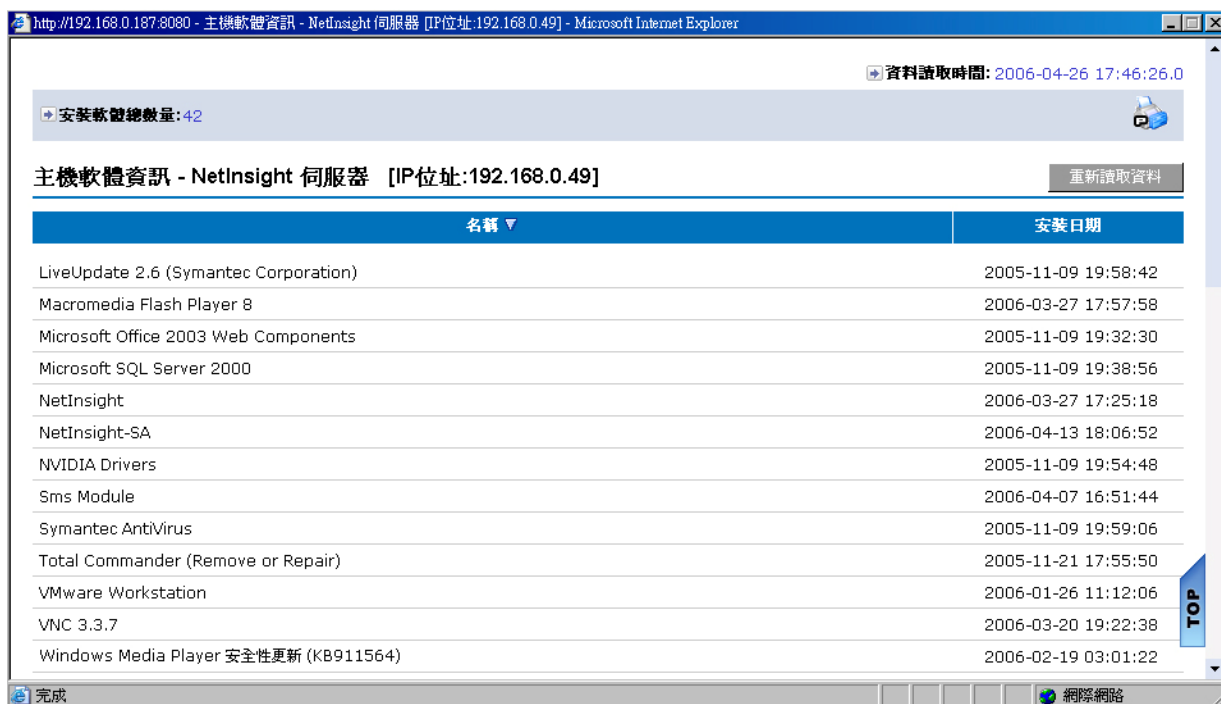 http://192.168.0.187:8080 - 主機軟體資訊 - NetInsight 伺服器 [IP位址:192.168.0.49] - Microsoft Internet Explorer
資料讀取時間: 2006-04-26 17:46:26.0
安裝軟體總數量:42
主機軟體資訊 - NetInsight 伺服器 [IP位址:192.168.0.49] 重新讀取資料
名稱 ▼ 安裝日期
LiveUpdate 2.6 (Symantec Corporation) 2005-11-09 19:58:42
Macromedia Flash Player 8 2006-03-27 17:57:58
Microsoft Office 2003 Web Components 2005-11-09 19:32:30
Microsoft SQL Server 2000 2005-11-09 19:38:56
NetInsight 2006-03-27 17:25:18
NetInsight-SA 2006-04-13 18:06:52
NVIDIA Drivers 2005-11-09 19:54:48
Sms Module 2006-04-07 16:51:44
Symantec AntiVirus 2005-11-09 19:59:06
Total Commander (Remove or Repair) 2005-11-21 17:55:50
VMware Workstation 2006-01-26 11:12:06
VNC 3.3.7 2006-03-20 19:22:38
Windows Media Player 安全性更新 (KB911564) 2006-02-19 03:01:22
TOP
完成 網際網路